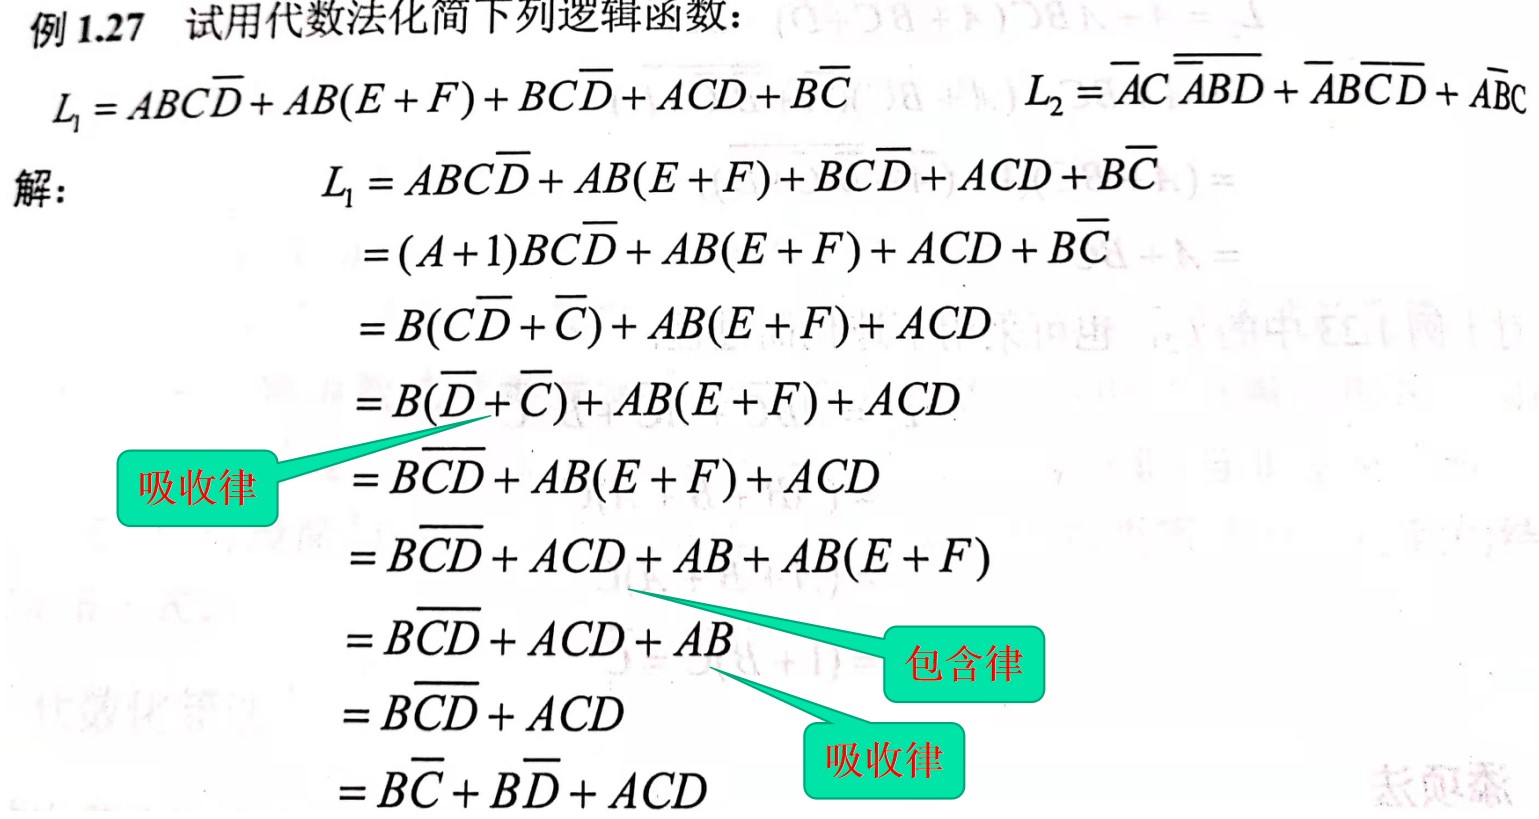 例 1.27 试用代数法化简下列逻辑函数：
$L_1 = ABC\overline{D} + AB(E+F) + BC\overline{D} + ACD + B\overline{C}$ $L_2 = \overline{A}C\,\overline{\overline{A}BD} + \overline{A}B\overline{CD} + A\overline{B}C$
解： $L_1 = ABC\overline{D} + AB(E+F) + BC\overline{D} + ACD + B\overline{C}$
$= (A+1)BC\overline{D} + AB(E+F) + ACD + B\overline{C}$
$= B(C\overline{D} + \overline{C}) + AB(E+F) + ACD$
$= B(\overline{D} + \overline{C}) + AB(E+F) + ACD$
吸收律
$= B\overline{CD} + AB(E+F) + ACD$
$= B\overline{CD} + ACD + AB + AB(E+F)$
$= B\overline{CD} + ACD + AB$
包含律
$= B\overline{CD} + ACD$
吸收律
$= B\overline{C} + B\overline{D} + ACD$